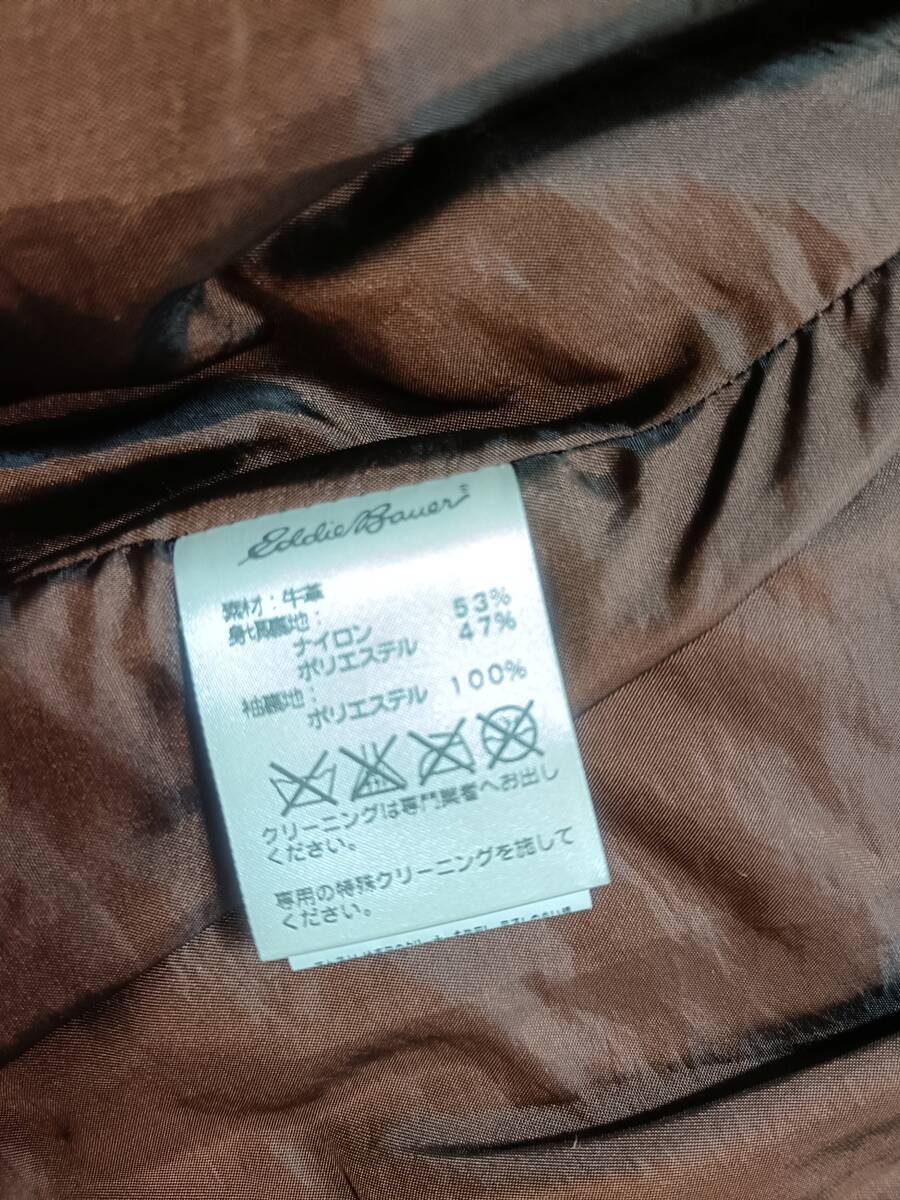 Eddie Bauer®
素材：牛革
身頃裏地：
ナイロン 53%
ポリエステル 47%
袖裏地：
ポリエステル 100%
クリーニングは専門業者へお出し
ください。
専用の特殊クリーニングを施して
ください。